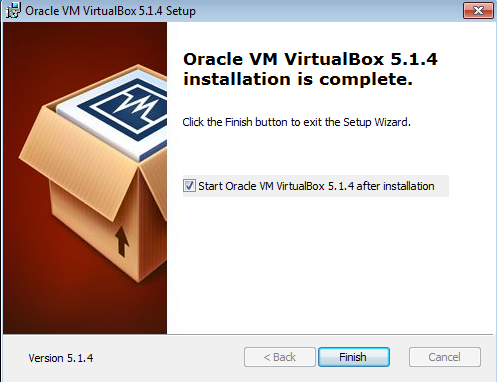 Oracle VM VirtualBox 5.1.4 Setup
Oracle VM VirtualBox 5.1.4
installation is complete.
Click the Finish button to exit the Setup Wizard.
Start Oracle VM VirtualBox 5.1.4 after installation
Version 5.1.4
< Back
Finish
Cancel